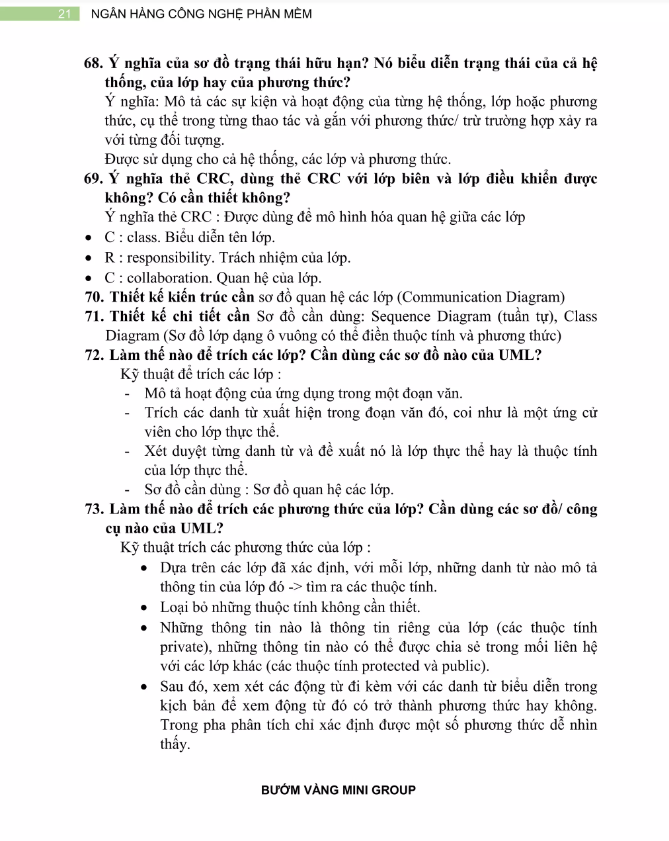 21 NGÂN HÀNG CÔNG NGHỆ PHẦN MỀM
68. Ý nghĩa của sơ đồ trạng thái hữu hạn? Nó biểu diễn trạng thái của cả hệ
thống, của lớp hay của phương thức?
Ý nghĩa: Mô tả các sự kiện và hoạt động của từng hệ thống, lớp hoặc phương
thức, cụ thể trong từng thao tác và gắn với phương thức/ trừ trường hợp xảy ra
với từng đối tượng.
Được sử dụng cho cả hệ thống, các lớp và phương thức.
69. Ý nghĩa thẻ CRC, dùng thẻ CRC với lớp biên và lớp điều khiển được
không? Có cần thiết không?
Ý nghĩa thẻ CRC : Được dùng để mô hình hóa quan hệ giữa các lớp
• C : class. Biểu diễn tên lớp.
• R : responsibility. Trách nhiệm của lớp.
• C : collaboration. Quan hệ của lớp.
70. Thiết kế kiến trúc cần sơ đồ quan hệ các lớp (Communication Diagram)
71. Thiết kế chi tiết cần Sơ đồ cần dùng: Sequence Diagram (tuần tự), Class
Diagram (Sơ đồ lớp dạng ô vuông có thể điền thuộc tính và phương thức)
72. Làm thế nào để trích các lớp? Cần dùng các sơ đồ nào của UML?
Kỹ thuật để trích các lớp :
- Mô tả hoạt động của ứng dụng trong một đoạn văn.
- Trích các danh từ xuất hiện trong đoạn văn đó, coi như là một ứng cử
viên cho lớp thực thể.
- Xét duyệt từng danh từ và đề xuất nó là lớp thực thể hay là thuộc tính
của lớp thực thể.
- Sơ đồ cần dùng : Sơ đồ quan hệ các lớp.
73. Làm thế nào để trích các phương thức của lớp? Cần dùng các sơ đồ/ công
cụ nào của UML?
Kỹ thuật trích các phương thức của lớp :
• Dựa trên các lớp đã xác định, với mỗi lớp, những danh từ nào mô tả
thông tin của lớp đó -> tìm ra các thuộc tính.
• Loại bỏ những thuộc tính không cần thiết.
• Những thông tin nào là thông tin riêng của lớp (các thuộc tính
private), những thông tin nào có thể được chia sẻ trong mối liên hệ
với các lớp khác (các thuộc tính protected và public).
• Sau đó, xem xét các động từ đi kèm với các danh từ biểu diễn trong
kịch bản để xem động từ đó có trở thành phương thức hay không.
Trong pha phân tích chỉ xác định được một số phương thức dễ nhìn
thấy.
BƯỚM VÀNG MINI GROUP